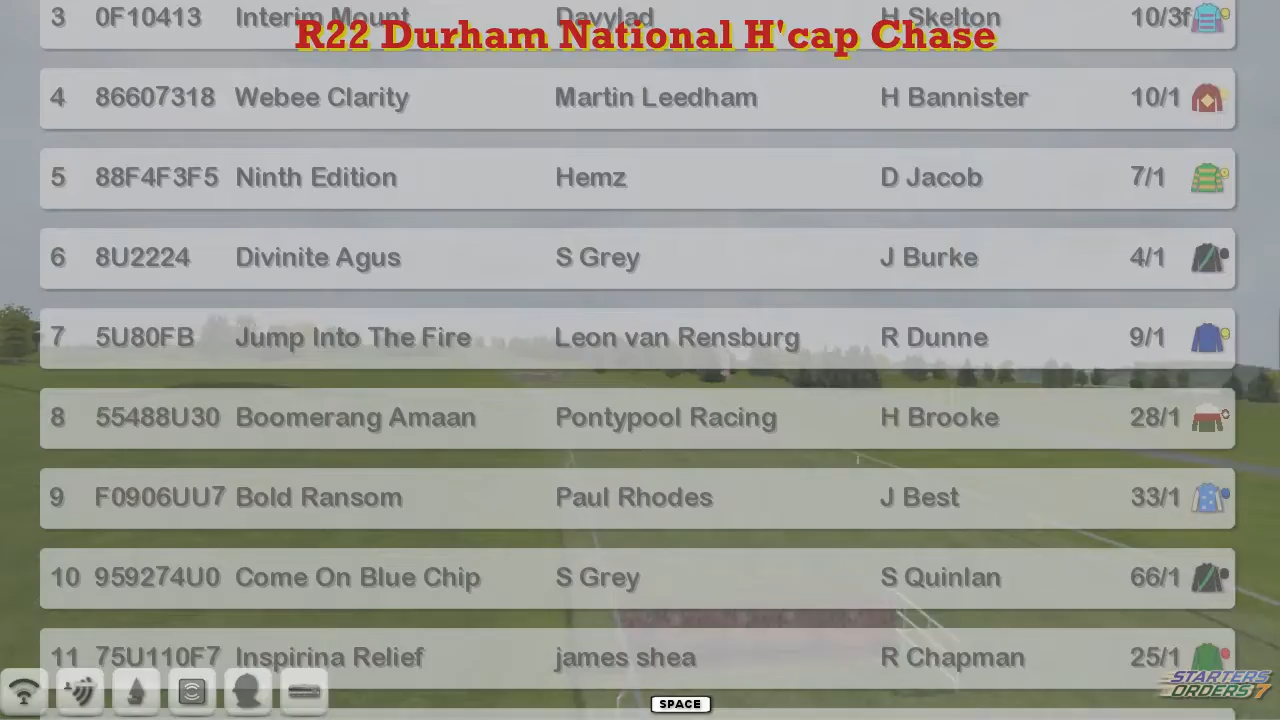 3 0F10413 Interim Mount Davylad H Skelton 10/3f
R22 Durham National H'cap Chase
4 86607318 Webee Clarity Martin Leedham H Bannister 10/1
5 88F4F3F5 Ninth Edition Hemz D Jacob 7/1
6 8U2224 Divinite Agus S Grey J Burke 4/1
7 5U80FB Jump Into The Fire Leon van Rensburg R Dunne 9/1
8 55488U30 Boomerang Amaan Pontypool Racing H Brooke 28/1
9 F0906UU7 Bold Ransom Paul Rhodes J Best 33/1
10 959274U0 Come On Blue Chip S Grey S Quinlan 66/1
11 75U110F7 Inspirina Relief james shea R Chapman 25/1
STARTERS
ORDERS 7
SPACE